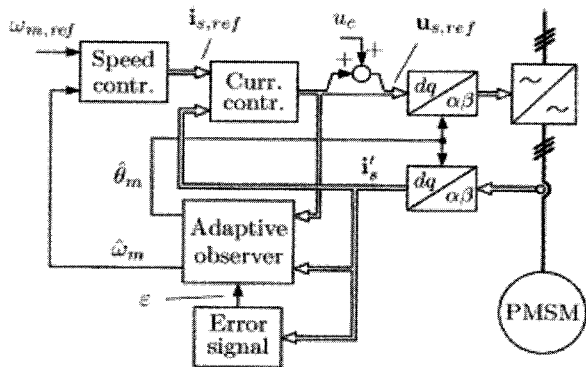 ω_{m,ref}
i_{s,ref}
u_c
u_{s,ref}
Speed
contr.
Curr.
contr.
+
+
dq
αβ
~
~
θ̂_m
i′_s
dq
αβ
ω̂_m
Adaptive
observer
ε
Error
signal
PMSM